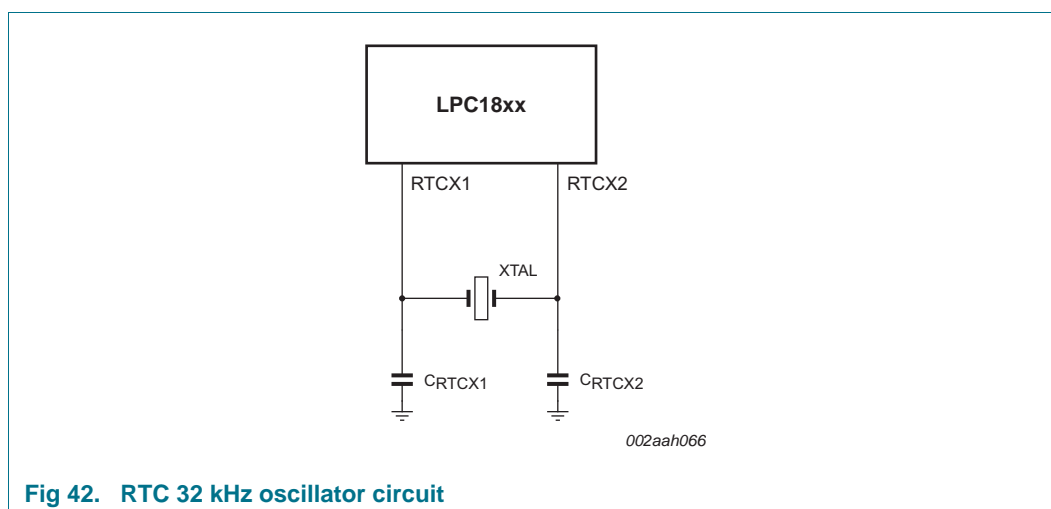 LPC18xx
RTCX1 RTCX2
XTAL
CRTCX1 CRTCX2
002aah066
Fig 42. RTC 32 kHz oscillator circuit